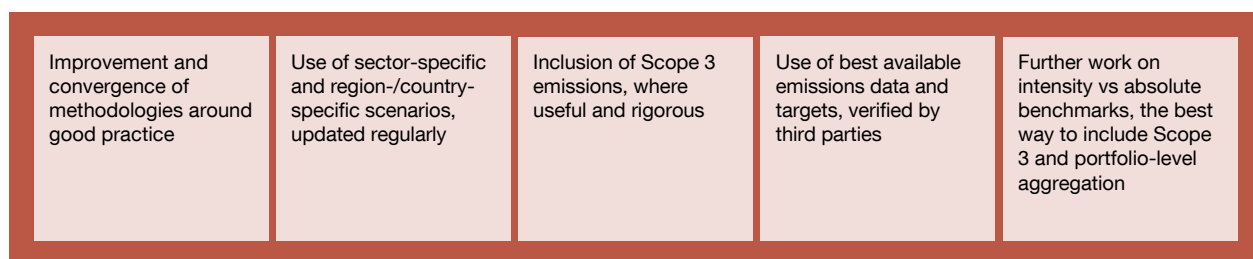 Improvement and
convergence of
methodologies around
good practice
Use of sector-specific
and region-/country-
specific scenarios,
updated regularly
Inclusion of Scope 3
emissions, where
useful and rigorous
Use of best available
emissions data and
targets, verified by
third parties
Further work on
intensity vs absolute
benchmarks, the best
way to include Scope
3 and portfolio-level
aggregation